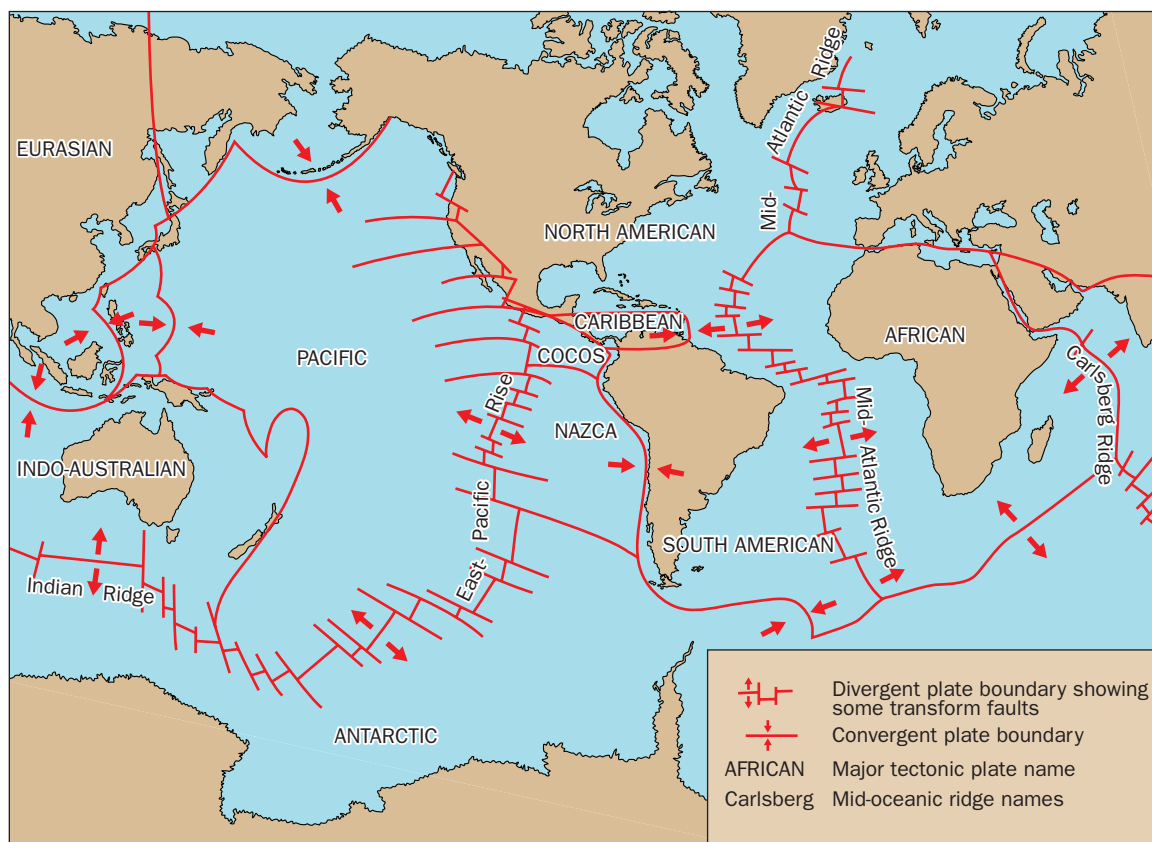 EURASIAN
Mid-
Atlantic Ridge
NORTH AMERICAN
CARIBBEAN
AFRICAN
PACIFIC
COCOS
Carlsberg Ridge
East-
Pacific
Rise
NAZCA
Mid-
Atlantic Ridge
INDO-AUSTRALIAN
SOUTH AMERICAN
Indian Ridge
ANTARCTIC
Divergent plate boundary showing
some transform faults
Convergent plate boundary
AFRICAN Major tectonic plate name
Carlsberg Mid-oceanic ridge names